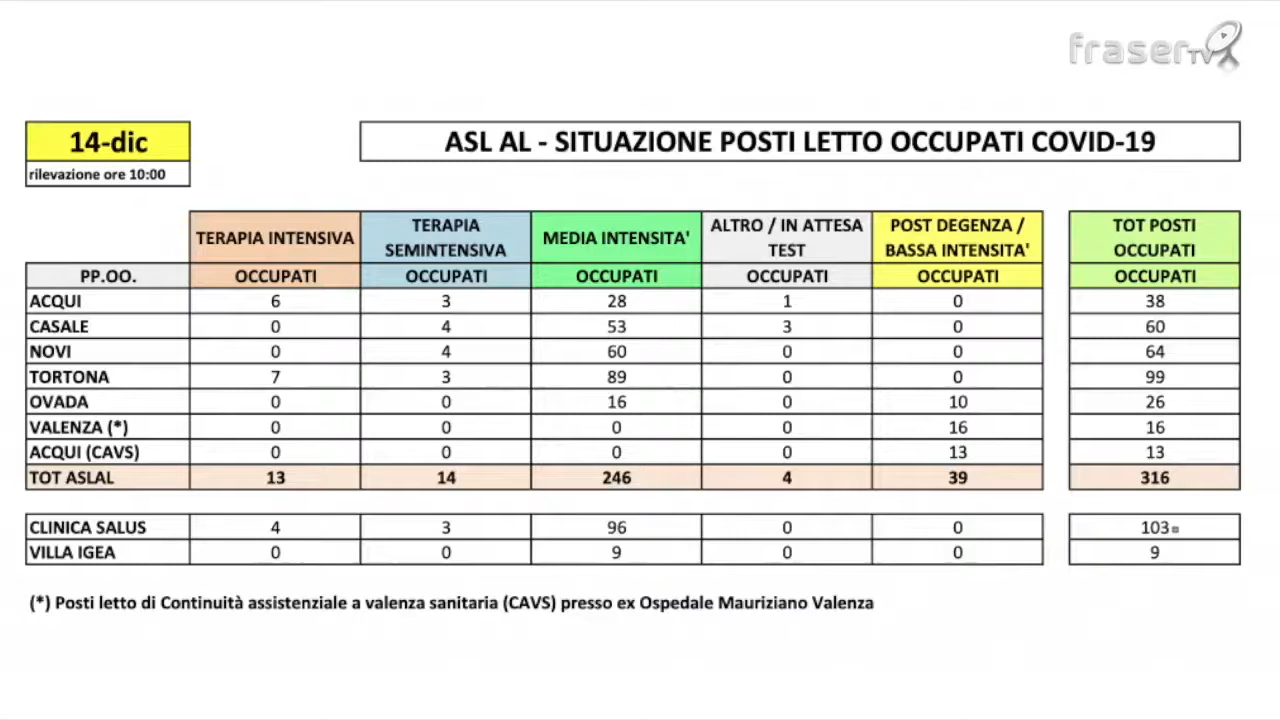 fraserTV
14-dic
ASL AL - SITUAZIONE POSTI LETTO OCCUPATI COVID-19
rilevazione ore 10:00
TERAPIA INTENSIVA TERAPIA SEMINTENSIVA MEDIA INTENSITA' ALTRO / IN ATTESA TEST POST DEGENZA / BASSA INTENSITA' TOT POSTI OCCUPATI
PP.OO. OCCUPATI OCCUPATI OCCUPATI OCCUPATI OCCUPATI OCCUPATI
ACQUI 6 3 28 1 0 38
CASALE 0 4 53 3 0 60
NOVI 0 4 60 0 0 64
TORTONA 7 3 89 0 0 99
OVADA 0 0 16 0 10 26
VALENZA (*) 0 0 0 0 16 16
ACQUI (CAVS) 0 0 0 0 13 13
TOT ASLAL 13 14 246 4 39 316
CLINICA SALUS 4 3 96 0 0 103
VILLA IGEA 0 0 9 0 0 9
(*) Posti letto di Continuità assistenziale a valenza sanitaria (CAVS) presso ex Ospedale Mauriziano Valenza